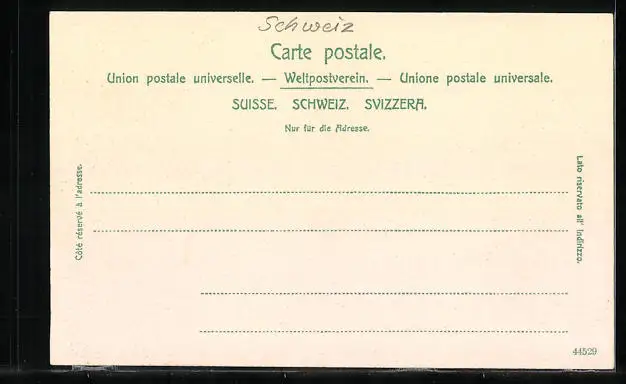 Schweiz
Carte postale.
Union postale universelle. — Weltpostverein. — Unione postale universale.
SUISSE. SCHWEIZ. SVIZZERA.
Nur für die Adresse.
Côté réservé à l'adresse.
Lato riservato all' indirizzo.
44529